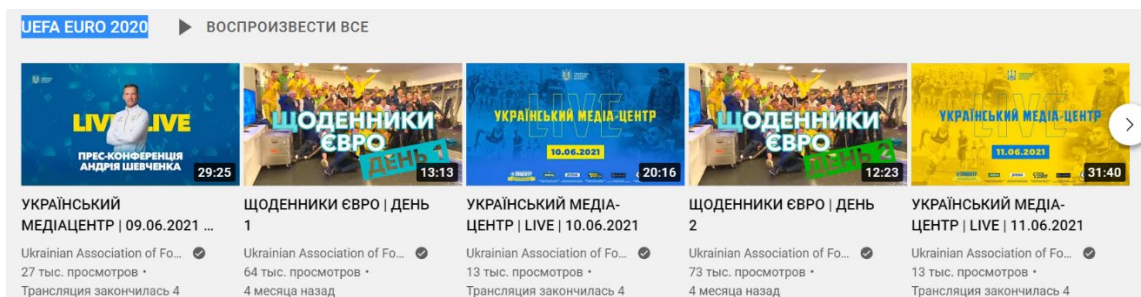 UEFA EURO 2020 ВОСПРОИЗВЕСТИ ВСЕ
LIVE LIVE
ПРЕС-КОНФЕРЕНЦІЯ
АНДРІЯ ШЕВЧЕНКА
29:25
ЩОДЕННИКИ
ЄВРО
ДЕНЬ 1
13:13
LIVE
УКРАЇНСЬКИЙ МЕДІА-ЦЕНТР
10.06.2021
20:16
ЩОДЕННИКИ
ЄВРО
ДЕНЬ 2
12:23
LIVE
УКРАЇНСЬКИЙ МЕДІА-ЦЕНТР
11.06.2021
31:40
УКРАЇНСЬКИЙ
МЕДІАЦЕНТР | 09.06.2021 ...
Ukrainian Association of Fo...
27 тыс. просмотров •
Трансляция закончилась 4
ЩОДЕННИКИ ЄВРО | ДЕНЬ
1
Ukrainian Association of Fo...
64 тыс. просмотров •
4 месяца назад
УКРАЇНСЬКИЙ МЕДІА-
ЦЕНТР | LIVE | 10.06.2021
Ukrainian Association of Fo...
13 тыс. просмотров •
Трансляция закончилась 4
ЩОДЕННИКИ ЄВРО | ДЕНЬ
2
Ukrainian Association of Fo...
73 тыс. просмотров •
4 месяца назад
УКРАЇНСЬКИЙ МЕДІА-
ЦЕНТР | LIVE | 11.06.2021
Ukrainian Association of Fo...
13 тыс. просмотров •
Трансляция закончилась 4